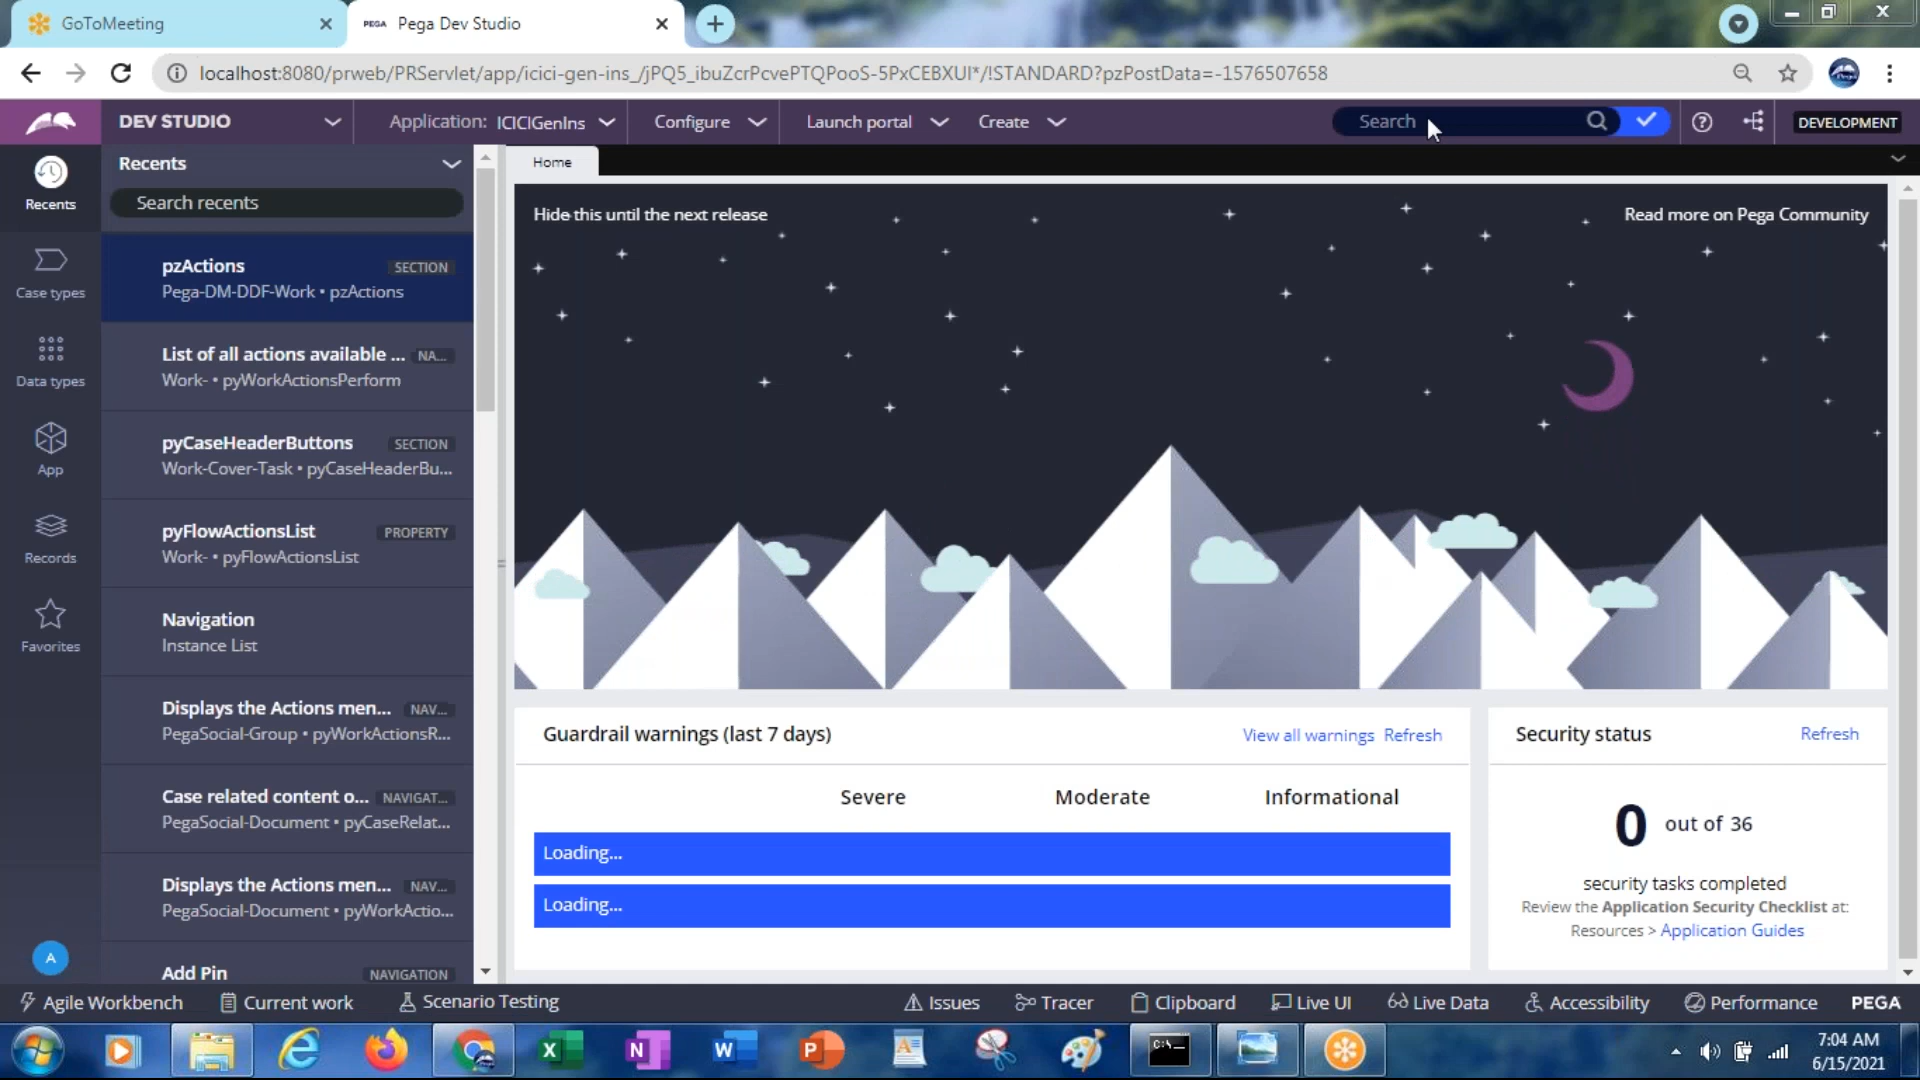 GoToMeeting
PEGA Pega Dev Studio
localhost:8080/prweb/PRServlet/app/icici-gen-ins_/jPQ5_ibuZcrPcvePTQPooS-5PxCEBXUI*/!STANDARD?pzPostData=-1576507658
DEV STUDIO
Application: ICICIGenIns
Configure
Launch portal
Create
Search
DEVELOPMENT
Recents
Case types
Data types
App
Records
Favorites
A
Recents
Search recents
pzActions SECTION
Pega-DM-DDF-Work • pzActions
List of all actions available ... NA...
Work- • pyWorkActionsPerform
pyCaseHeaderButtons SECTION
Work-Cover-Task • pyCaseHeaderBu...
pyFlowActionsList PROPERTY
Work- • pyFlowActionsList
Navigation
Instance List
Displays the Actions men... NAV...
PegaSocial-Group • pyWorkActionsR...
Case related content o... NAVIGAT...
PegaSocial-Document • pyCaseRelat...
Displays the Actions men... NAV...
PegaSocial-Document • pyWorkActio...
Add Pin NAVIGATION
Home
Hide this until the next release
Read more on Pega Community
Guardrail warnings (last 7 days)
View all warnings Refresh
Severe Moderate Informational
Loading...
Loading...
Security status Refresh
0 out of 36
security tasks completed
Review the Application Security Checklist at:
Resources > Application Guides
Agile Workbench Current work Scenario Testing Issues Tracer Clipboard Live UI Live Data Accessibility Performance PEGA
7:04 AM
6/15/2021